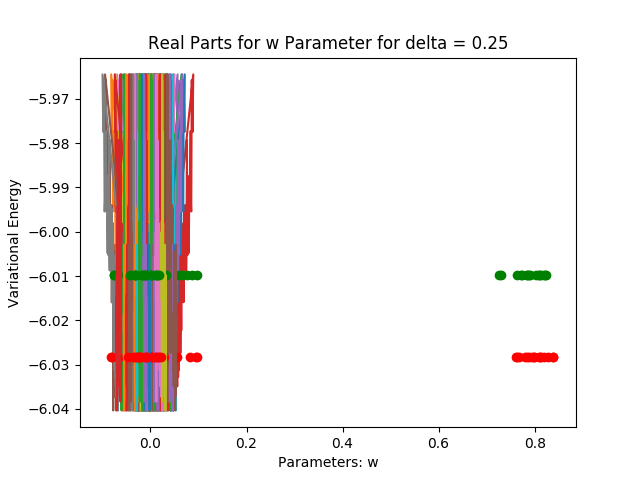 Real Parts for w Parameter for delta = 0.25
Variational Energy
−5.97
−5.98
−5.99
−6.00
−6.01
−6.02
−6.03
−6.04
0.0 0.2 0.4 0.6 0.8
Parameters: w